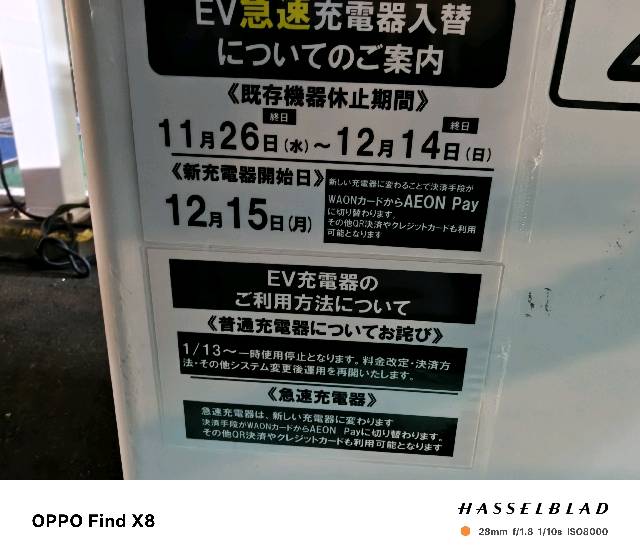 EV急速充電器入替
についてのご案内
《既存機器休止期間》
終日 終日
11月26日(水)～12月14日(日)
《新充電器開始日》
12月15日(月)
新しい充電器に変わることで決済手段が
WAONカードからAEON Pay
に切り替わります。
その他QR決済やクレジットカードも利用
可能となります
EV充電器の
ご利用方法について
《普通充電器についてお詫び》
1/13～一時使用停止となります。料金改定・決済方
法・その他システム変更後運用を再開いたします。
《急速充電器》
急速充電器は、新しい充電器に変わります
決済手段がWAONカードからAEON Payに切り替わります。
その他QR決済やクレジットカードも利用可能となります
OPPO Find X8
HASSELBLAD
28mm f/1.8 1/10s ISO8000